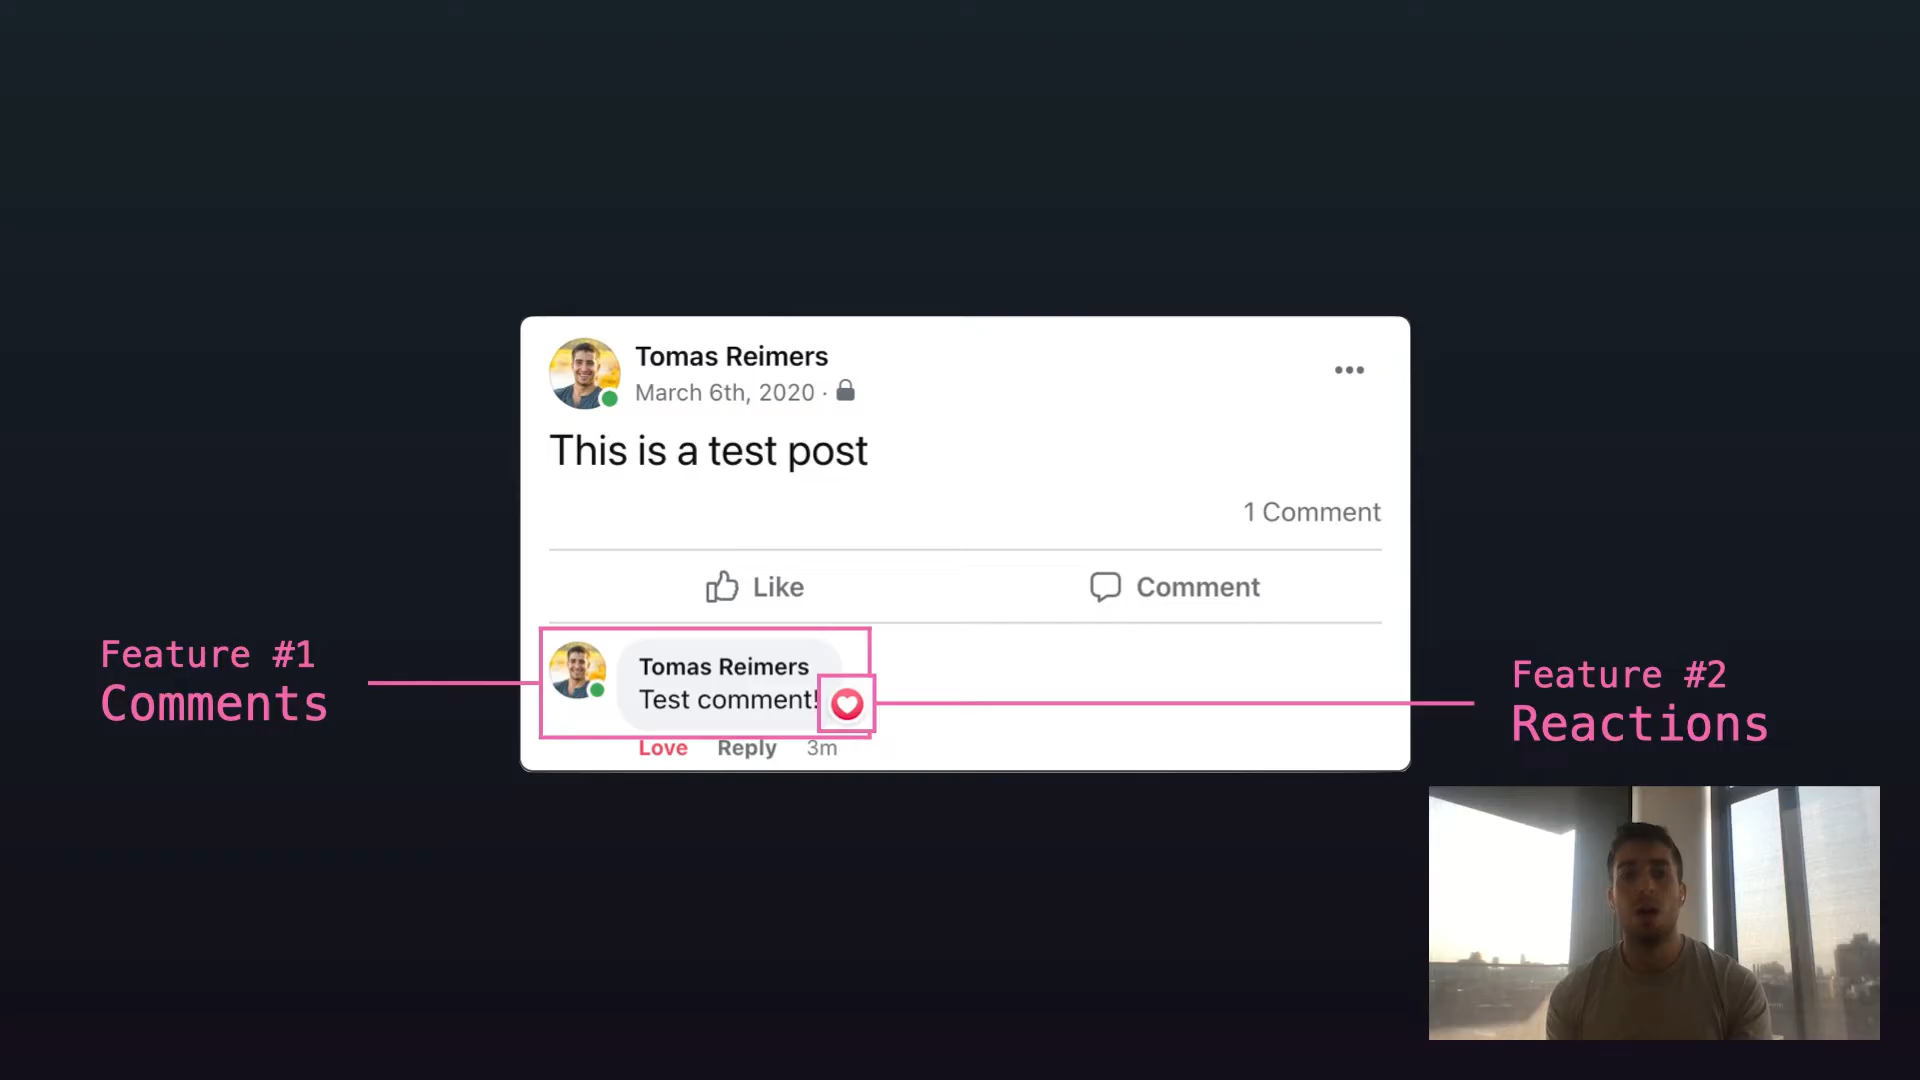 Tomas Reimers
March 6th, 2020 ·
This is a test post
1 Comment
Like
Comment
Feature #1
Comments
Tomas Reimers
Test comment!
Love Reply 3m
Feature #2
Reactions